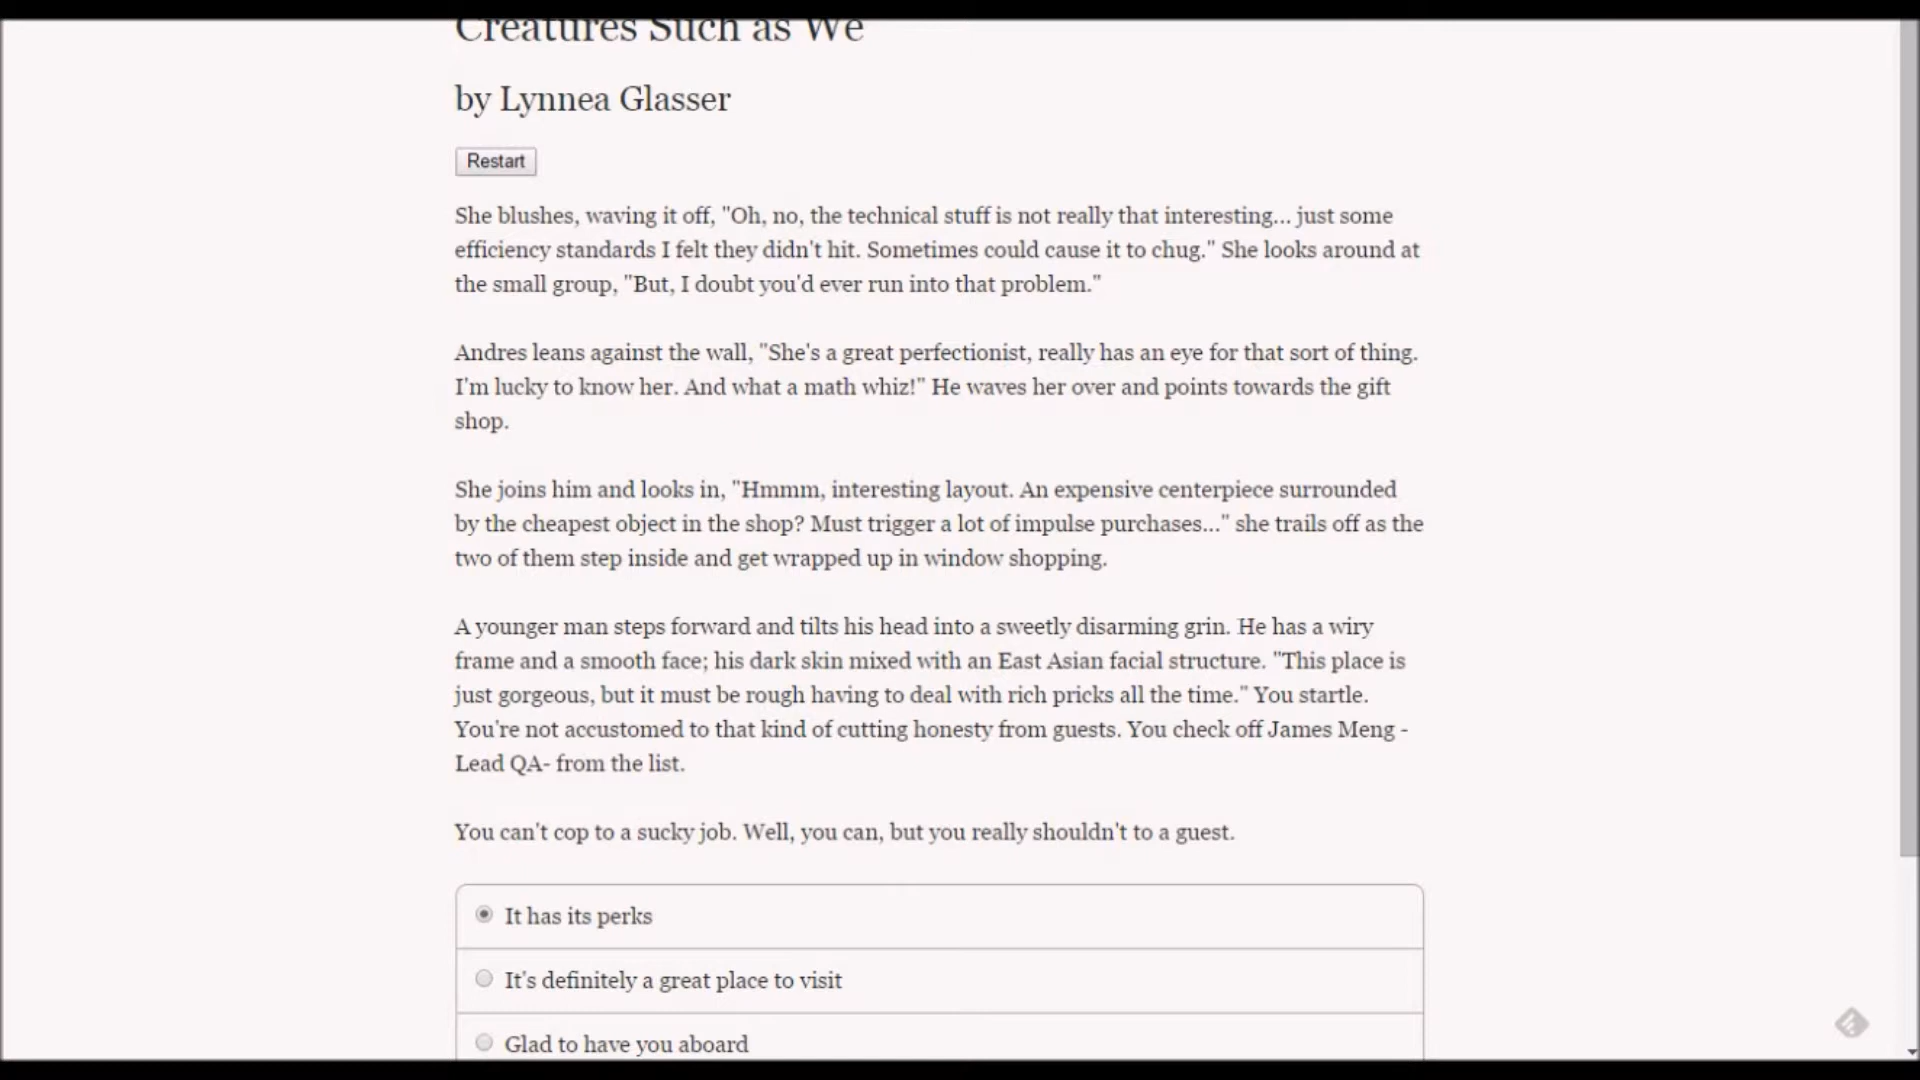 Creatures Such as We
by Lynnea Glasser
Restart
She blushes, waving it off, "Oh, no, the technical stuff is not really that interesting... just some
efficiency standards I felt they didn't hit. Sometimes could cause it to chug." She looks around at
the small group, "But, I doubt you'd ever run into that problem."
Andres leans against the wall, "She's a great perfectionist, really has an eye for that sort of thing.
I'm lucky to know her. And what a math whiz!" He waves her over and points towards the gift
shop.
She joins him and looks in, "Hmmm, interesting layout. An expensive centerpiece surrounded
by the cheapest object in the shop? Must trigger a lot of impulse purchases..." she trails off as the
two of them step inside and get wrapped up in window shopping.
A younger man steps forward and tilts his head into a sweetly disarming grin. He has a wiry
frame and a smooth face; his dark skin mixed with an East Asian facial structure. "This place is
just gorgeous, but it must be rough having to deal with rich pricks all the time." You startle.
You're not accustomed to that kind of cutting honesty from guests. You check off James Meng -
Lead QA- from the list.
You can't cop to a sucky job. Well, you can, but you really shouldn't to a guest.
It has its perks
It's definitely a great place to visit
Glad to have you aboard